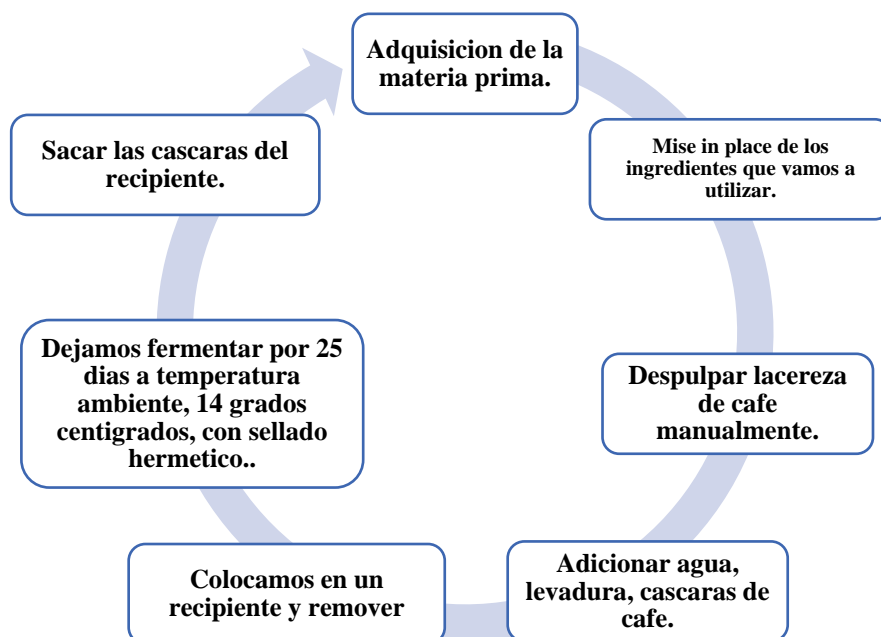 Adquisicion de la
materia prima.
Mise in place de los
ingredientes que vamos a
utilizar.
Despulpar lacereza
de cafe
manualmente.
Adicionar agua,
levadura, cascaras de
cafe.
Colocamos en un
recipiente y remover
Dejamos fermentar por 25
dias a temperatura
ambiente, 14 grados
centigrados, con sellado
hermetico..
Sacar las cascaras del
recipiente.